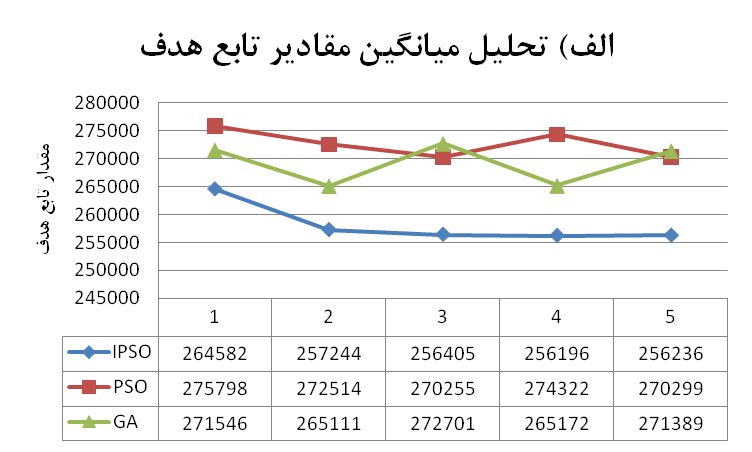 الف) تحلیل میانگین مقادیر تابع هدف
مقدار تابع هدف
280000
275000
270000
265000
260000
255000
250000
245000
1 2 3 4 5
IPSO 264582 257244 256405 256196 256236
PSO 275798 272514 270255 274322 270299
GA 271546 265111 272701 265172 271389